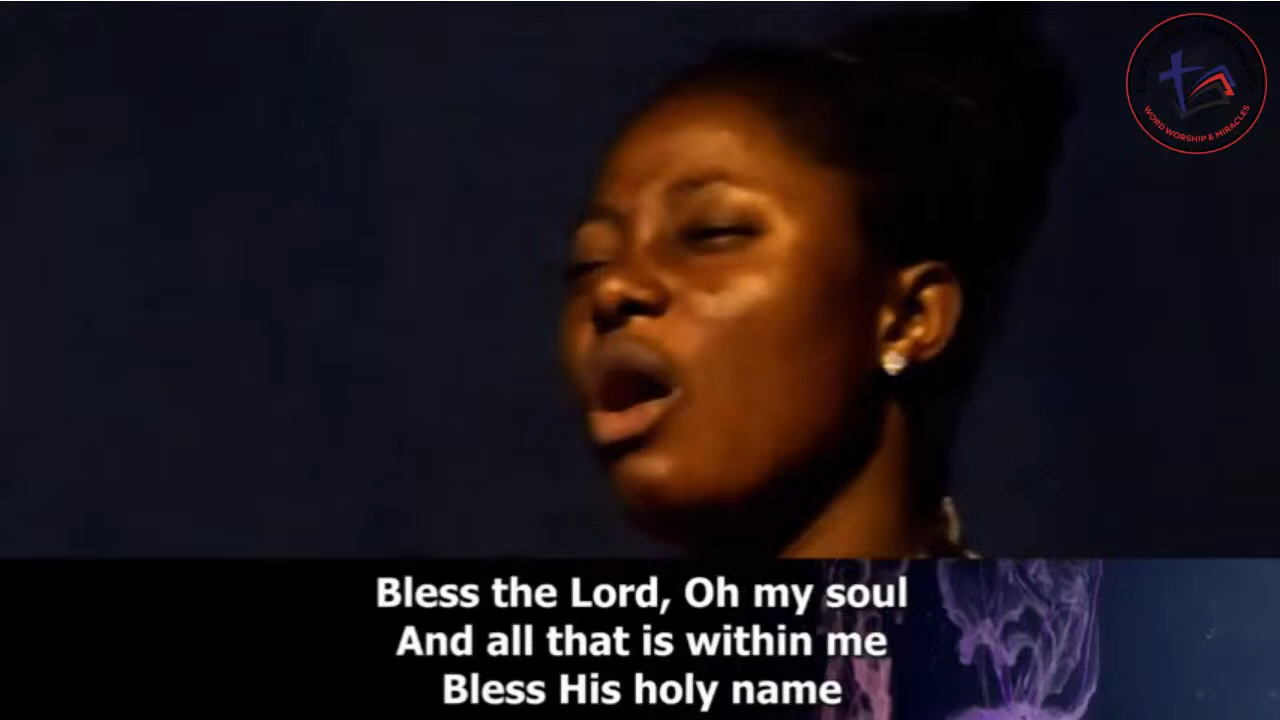 WORD WORSHIP & MIRACLES
Bless the Lord, Oh my soul
And all that is within me
Bless His holy name